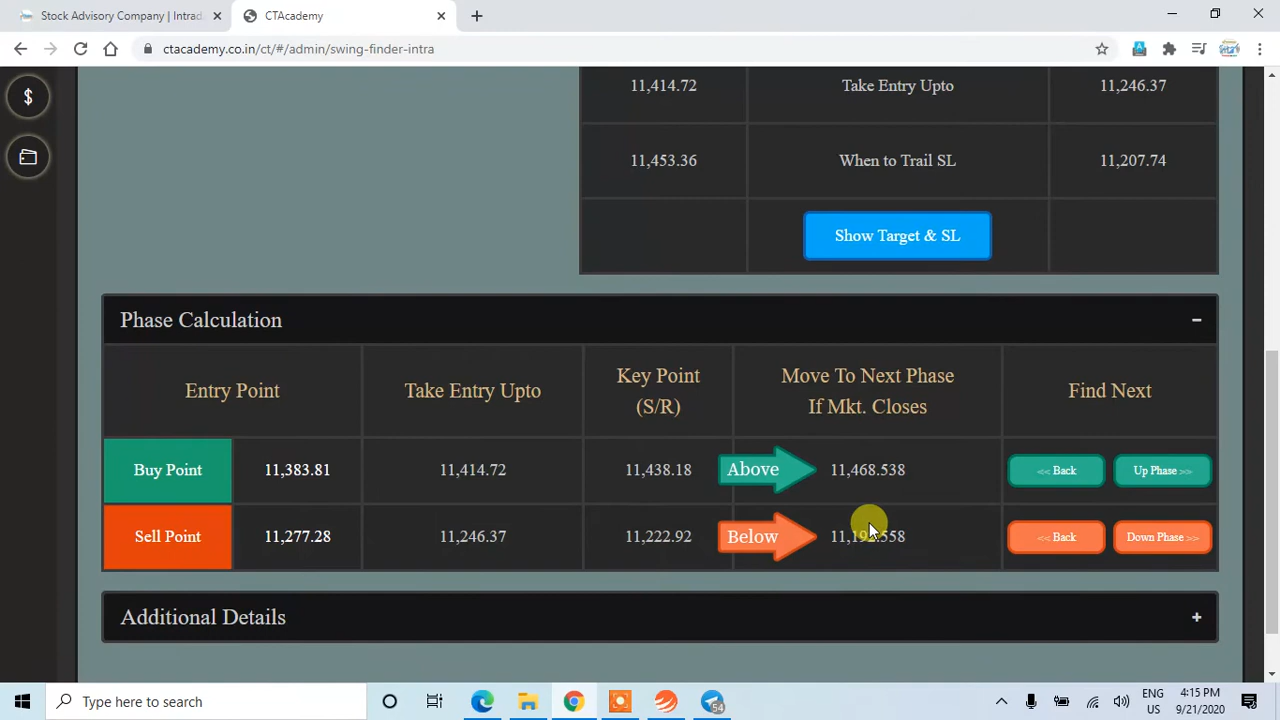 Stock Advisory Company | Intrad
CTAcademy
ctacademy.co.in/ct/#/admin/swing-finder-intra
$
11,414.72 Take Entry Upto 11,246.37
11,453.36 When to Trail SL 11,207.74
Show Target & SL
Phase Calculation
Entry Point Take Entry Upto Key Point (S/R) Move To Next Phase If Mkt. Closes Find Next
Buy Point 11,383.81 11,414.72 11,438.18 Above 11,468.538 << Back Up Phase >>
Sell Point 11,277.28 11,246.37 11,222.92 Below << Back Down Phase >>
Additional Details
Type here to search
54
ENG
US
4:15 PM
9/21/2020